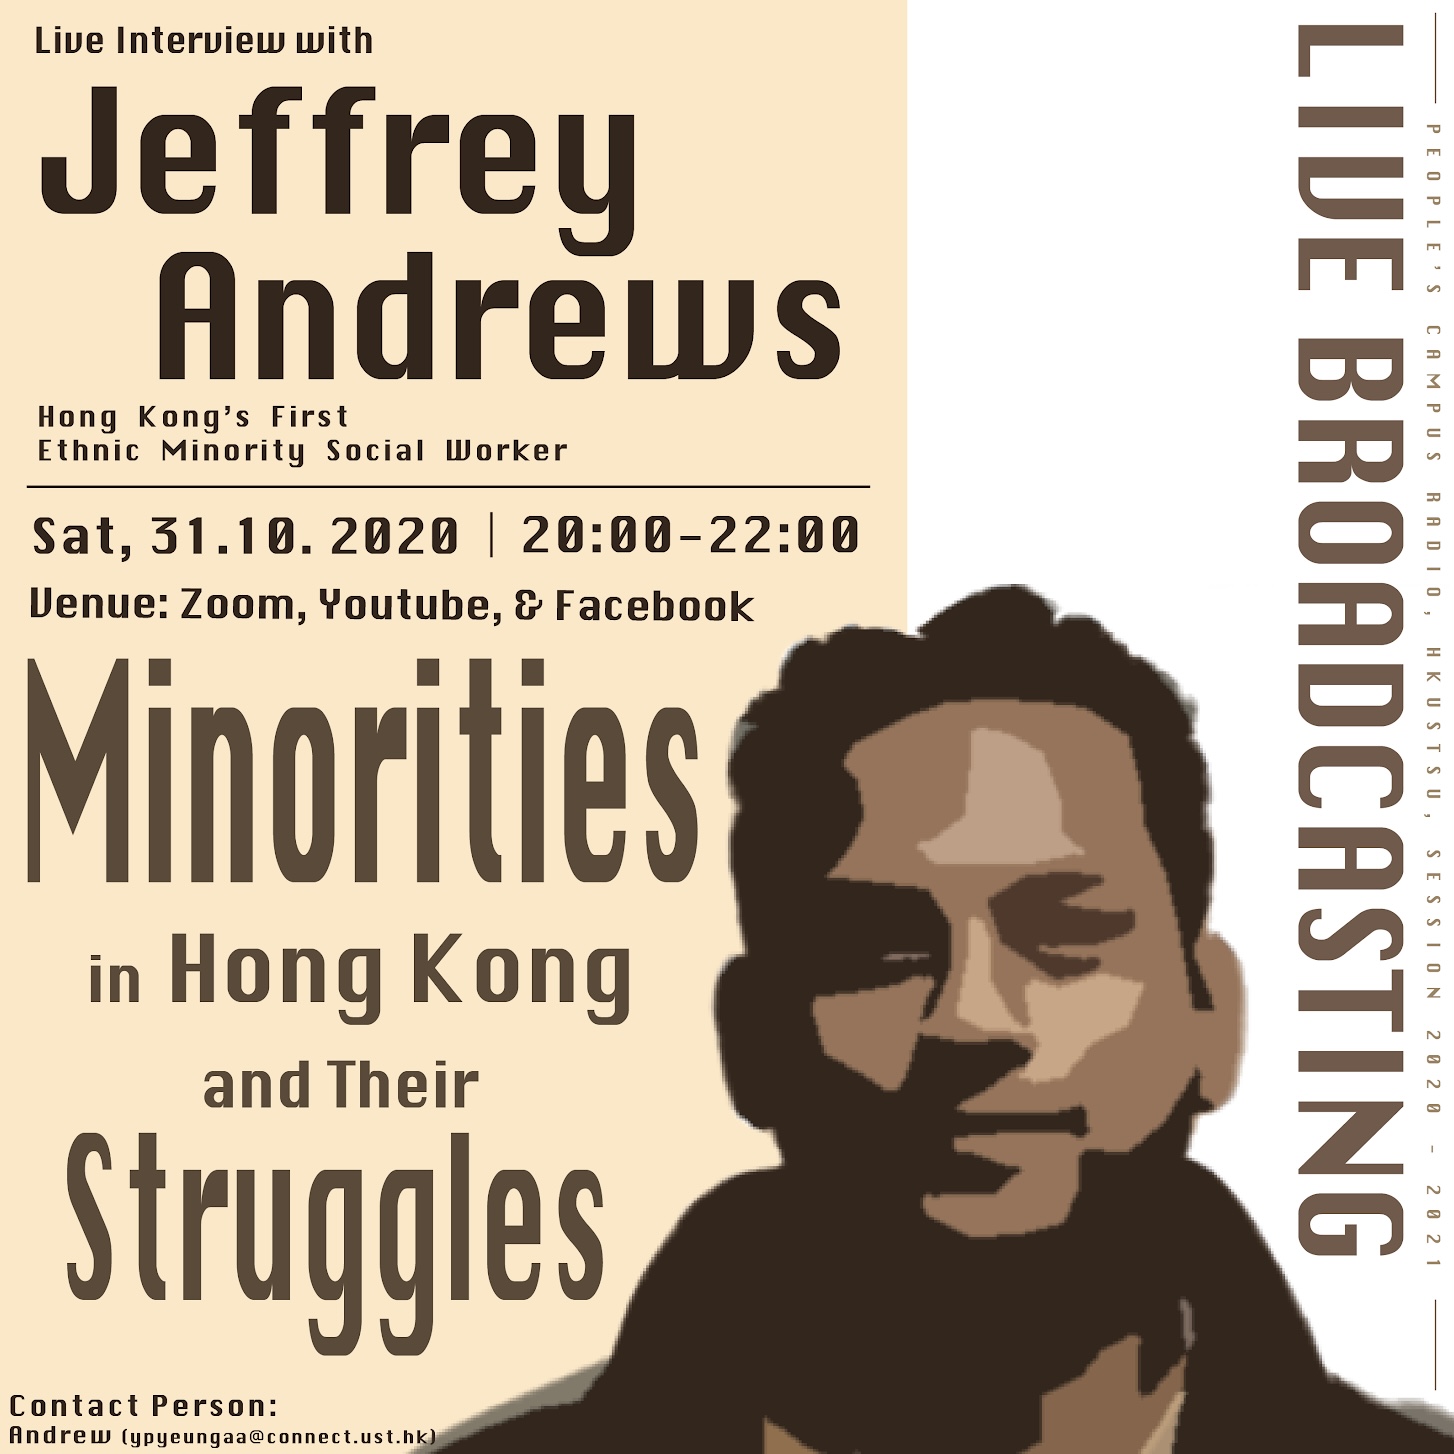 Live Interview with
Jeffrey
Andrews
Hong Kong's First
Ethnic Minority Social Worker
Sat, 31.10. 2020 | 20:00-22:00
Venue: Zoom, Youtube, & Facebook
Minorities
in Hong Kong
and Their
Struggles
Contact Person:
Andrew (ypyeungaa@connect.ust.hk)
LIVE BROADCASTING
PEOPLE'S CAMPUS RADIO, HKUSTSU, SESSION 2020 - 2021